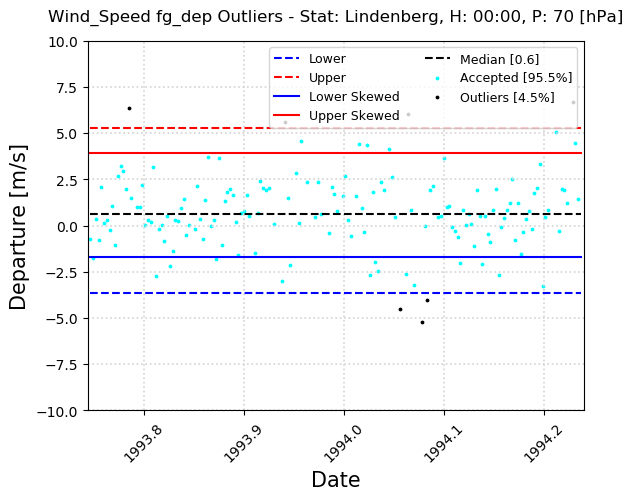 Wind_Speed fg_dep Outliers - Stat: Lindenberg, H: 00:00, P: 70 [hPa]
Departure [m/s]
10.0
7.5
5.0
2.5
0.0
−2.5
−5.0
−7.5
−10.0
Lower
Upper
Lower Skewed
Upper Skewed
Median [0.6]
Accepted [95.5%]
Outliers [4.5%]
1993.8
1993.9
1994.0
1994.1
1994.2
Date